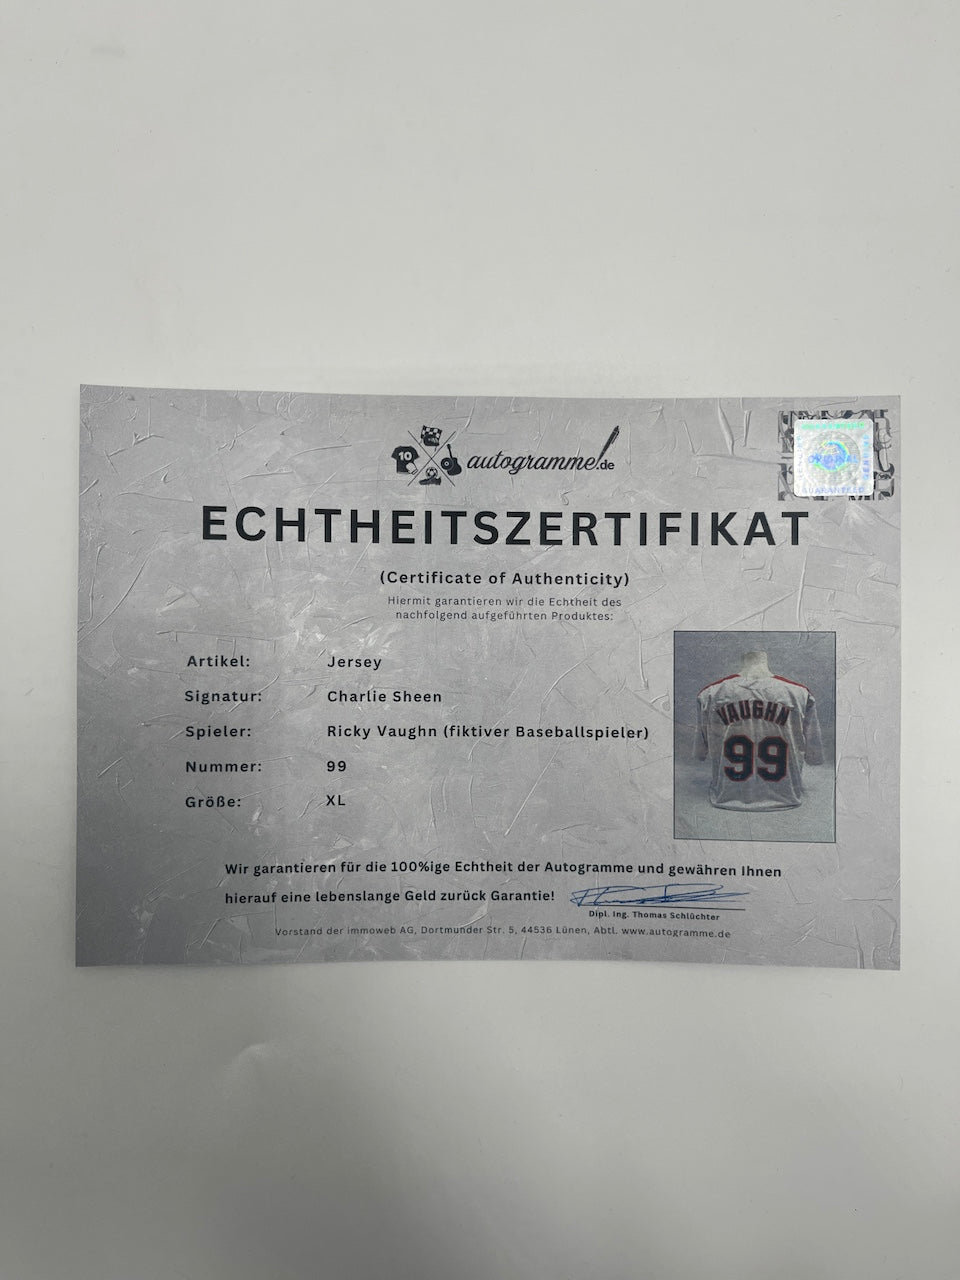 10
autogramme!.de
ORIGINAL
GUARANTEED
ECHTHEITSZERTIFIKAT
(Certificate of Authenticity)
Hiermit garantieren wir die Echtheit des
nachfolgend aufgeführten Produktes:
Artikel: Jersey
Signatur: Charlie Sheen
Spieler: Ricky Vaughn (fiktiver Baseballspieler)
Nummer: 99
Größe: XL
VAUGHN
99
Wir garantieren für die 100%ige Echtheit der Autogramme und gewähren Ihnen
hierauf eine lebenslange Geld zurück Garantie!
Dipl. Ing. Thomas Schlüchter
Vorstand der immoweb AG, Dortmunder Str. 5, 44536 Lünen, Abtl. www.autogramme.de